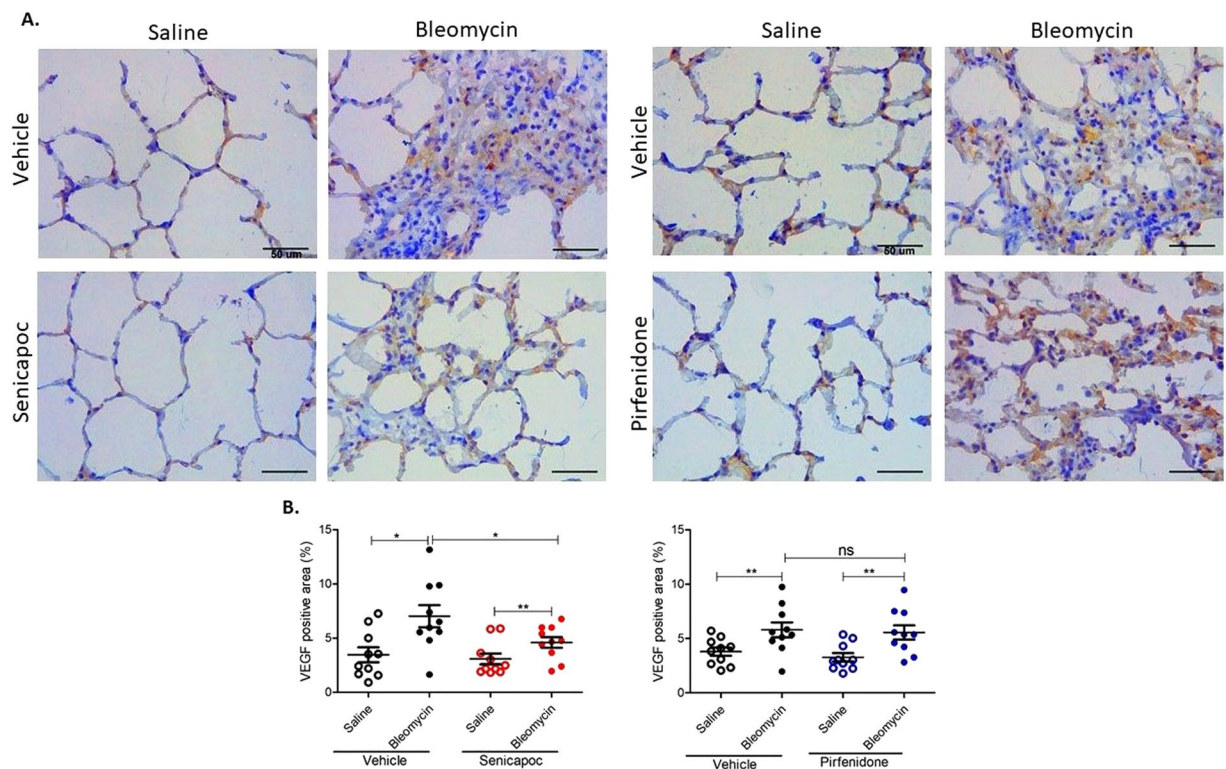 A.
Saline
Bleomycin
Saline
Bleomycin
Vehicle
50 um
Vehicle
50 um
Senicapoc
Pirfenidone
B.
VEGF positive area (%)
15
10
5
0
*
*
**
Saline
Bleomycin
Saline
Bleomycin
Vehicle
Senicapoc
VEGF positive area (%)
15
10
5
0
ns
**
**
Saline
Bleomycin
Saline
Bleomycin
Vehicle
Pirfenidone